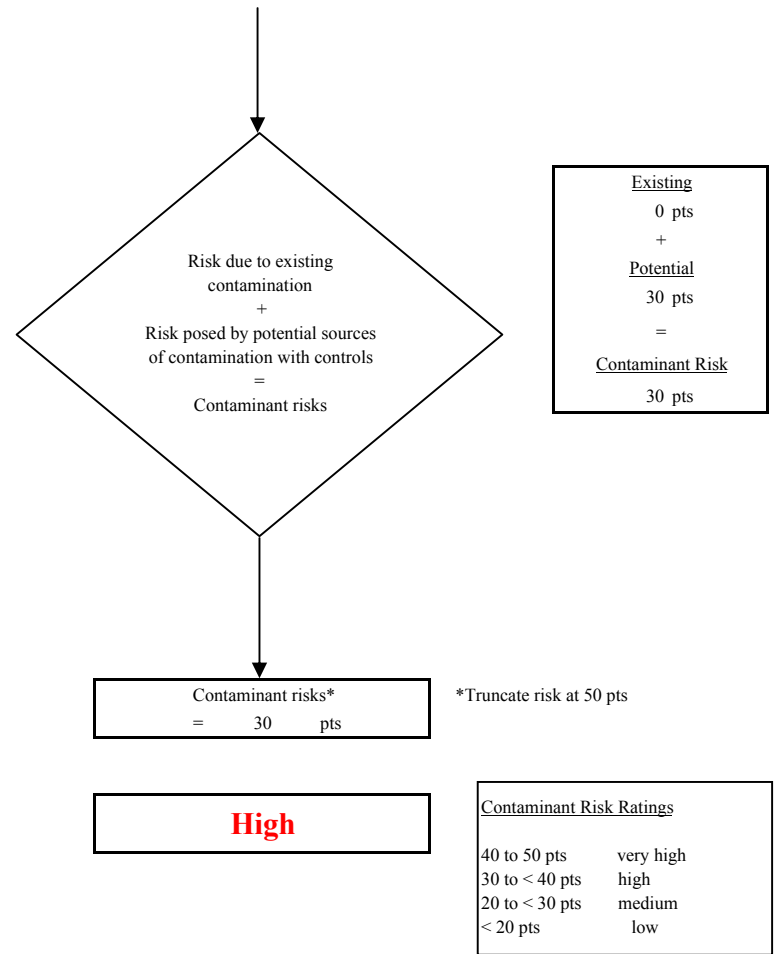 Risk due to existing
contamination
+
Risk posed by potential sources
of contamination with controls
=
Contaminant risks
Existing
0 pts
+
Potential
30 pts
=
Contaminant Risk
30 pts
Contaminant risks*
= 30 pts
*Truncate risk at 50 pts
High
Contaminant Risk Ratings
40 to 50 pts very high
30 to < 40 pts high
20 to < 30 pts medium
< 20 pts low